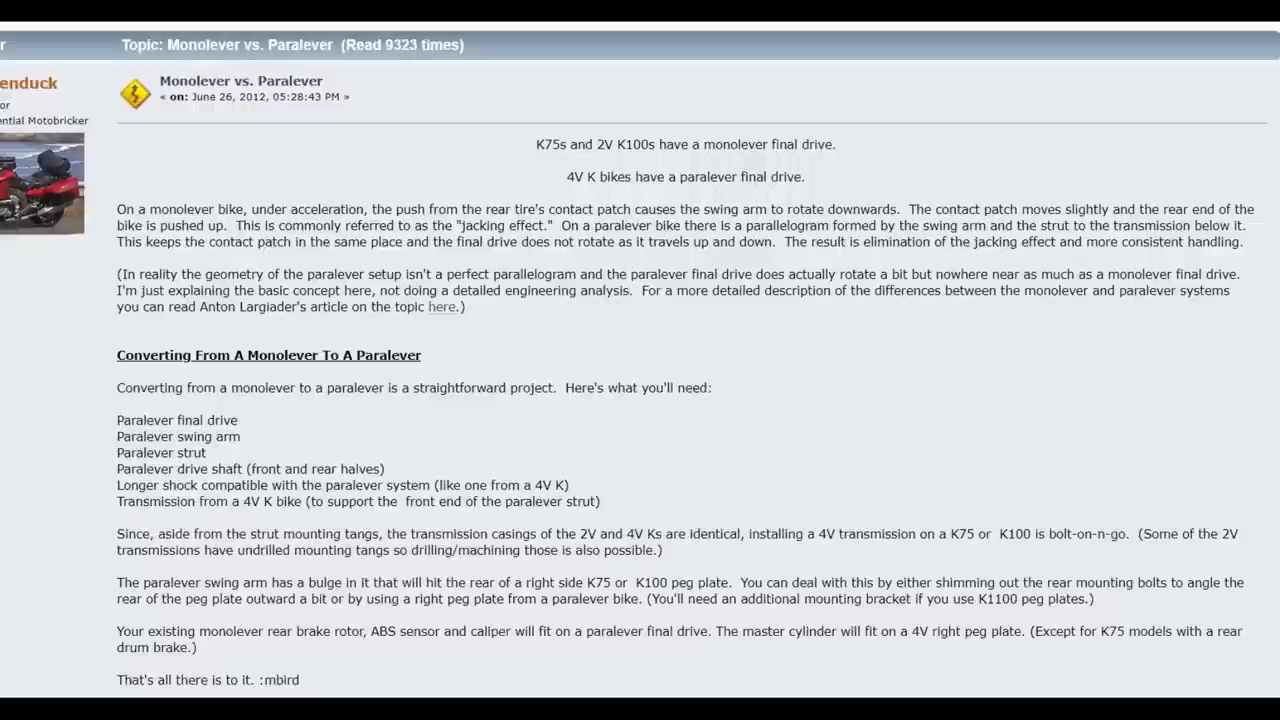 r
Topic: Monolever vs. Paralever (Read 9323 times)
enduck
or
ential Motobricker
Monolever vs. Paralever
« on: June 26, 2012, 05:28:43 PM »
K75s and 2V K100s have a monolever final drive.
4V K bikes have a paralever final drive.
On a monolever bike, under acceleration, the push from the rear tire's contact patch causes the swing arm to rotate downwards. The contact patch moves slightly and the rear end of the
bike is pushed up. This is commonly referred to as the "jacking effect." On a paralever bike there is a parallelogram formed by the swing arm and the strut to the transmission below it.
This keeps the contact patch in the same place and the final drive does not rotate as it travels up and down. The result is elimination of the jacking effect and more consistent handling.
(In reality the geometry of the paralever setup isn't a perfect parallelogram and the paralever final drive does actually rotate a bit but nowhere near as much as a monolever final drive.
I'm just explaining the basic concept here, not doing a detailed engineering analysis. For a more detailed description of the differences between the monolever and paralever systems
you can read Anton Largiader's article on the topic here.)
Converting From A Monolever To A Paralever
Converting from a monolever to a paralever is a straightforward project. Here's what you'll need:
Paralever final drive
Paralever swing arm
Paralever strut
Paralever drive shaft (front and rear halves)
Longer shock compatible with the paralever system (like one from a 4V K)
Transmission from a 4V K bike (to support the front end of the paralever strut)
Since, aside from the strut mounting tangs, the transmission casings of the 2V and 4V Ks are identical, installing a 4V transmission on a K75 or K100 is bolt-on-n-go. (Some of the 2V
transmissions have undrilled mounting tangs so drilling/machining those is also possible.)
The paralever swing arm has a bulge in it that will hit the rear of a right side K75 or K100 peg plate. You can deal with this by either shimming out the rear mounting bolts to angle the
rear of the peg plate outward a bit or by using a right peg plate from a paralever bike. (You'll need an additional mounting bracket if you use K1100 peg plates.)
Your existing monolever rear brake rotor, ABS sensor and caliper will fit on a paralever final drive. The master cylinder will fit on a 4V right peg plate. (Except for K75 models with a rear
drum brake.)
That's all there is to it. :mbird